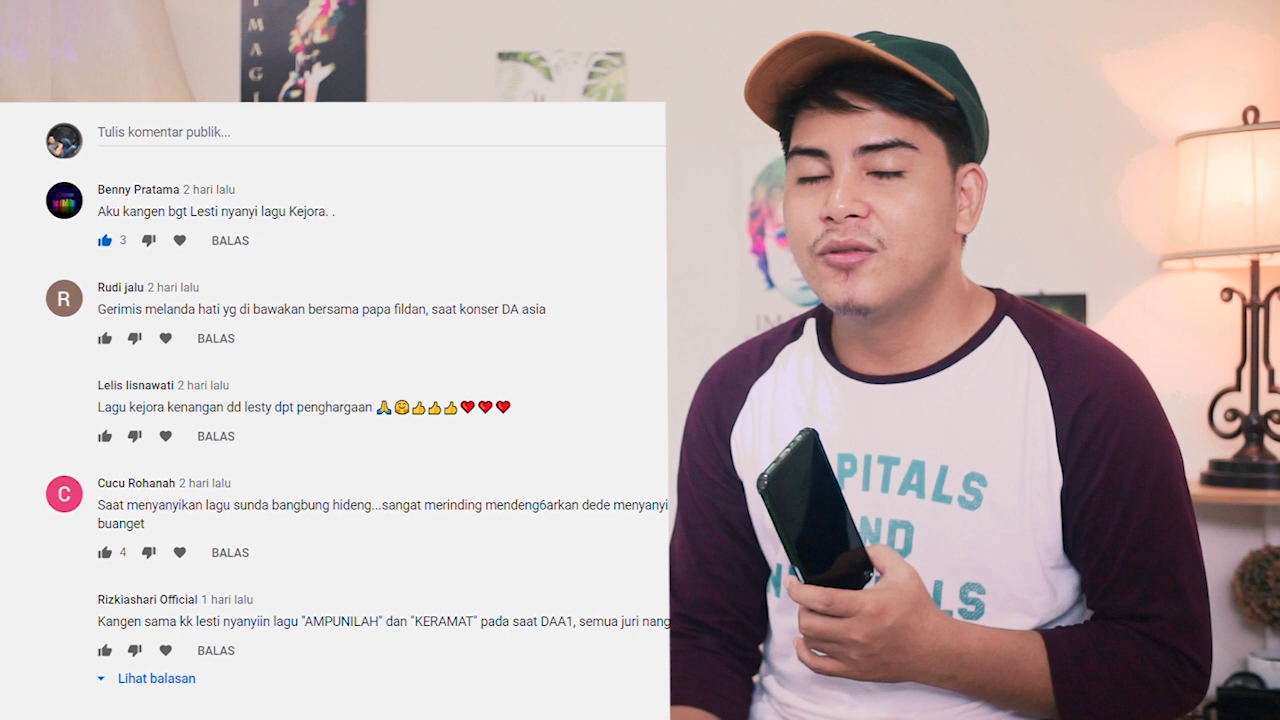 IMAGI
Tulis komentar publik...
Benny Pratama 2 hari lalu
Aku kangen bgt Lesti nyanyi lagu Kejora. .
3 BALAS
R
Rudi jalu 2 hari lalu
Gerimis melanda hati yg di bawakan bersama papa fildan, saat konser DA asia
BALAS
Lelis lisnawati 2 hari lalu
Lagu kejora kenangan dd lesty dpt penghargaan 🙏🤗👍👍👍❤️❤️❤️
BALAS
C
Cucu Rohanah 2 hari lalu
Saat menyanyikan lagu sunda bangbung hideng...sangat merinding mendeng6arkan dede menyanyi
buanget
4 BALAS
Rizkiashari Official 1 hari lalu
Kangen sama kk lesti nyanyiin lagu "AMPUNILAH" dan "KERAMAT" pada saat DAA1, semua juri nang
BALAS
Lihat balasan
PITALS
ND
LS